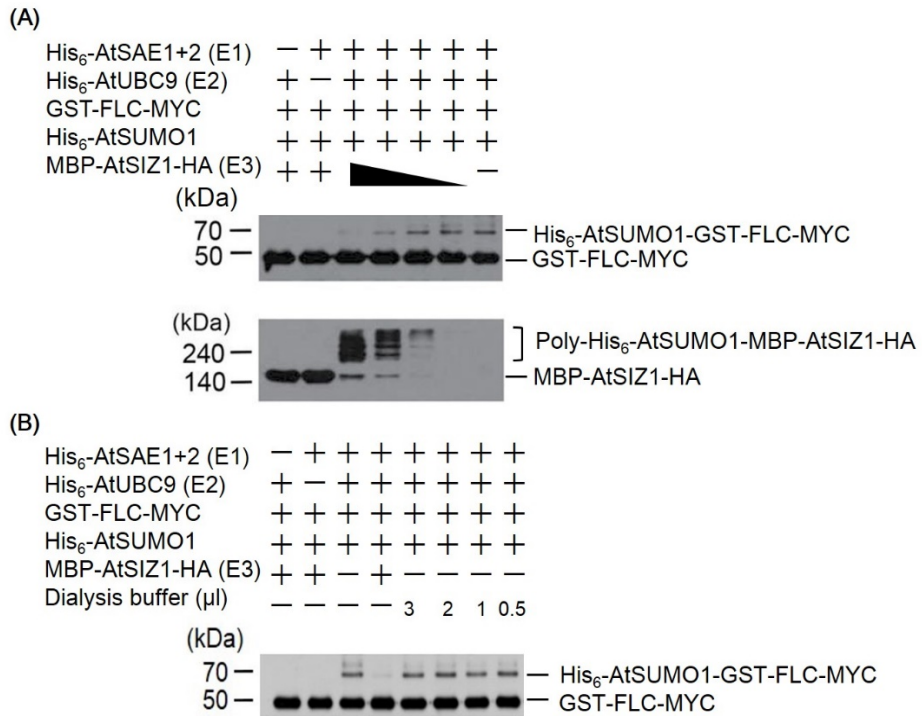 (A)
His₆-AtSAE1+2 (E1) — + + + + + +
His₆-AtUBC9 (E2) + — + + + + +
GST-FLC-MYC + + + + + + +
His₆-AtSUMO1 + + + + + + +
MBP-AtSIZ1-HA (E3) + + —
(kDa)
70 — His₆-AtSUMO1-GST-FLC-MYC
50 — GST-FLC-MYC
(kDa)
Poly-His₆-AtSUMO1-MBP-AtSIZ1-HA
240 —
140 — MBP-AtSIZ1-HA
(B)
His₆-AtSAE1+2 (E1) — + + + + + + +
His₆-AtUBC9 (E2) + — + + + + + +
GST-FLC-MYC + + + + + + + +
His₆-AtSUMO1 + + + + + + + +
MBP-AtSIZ1-HA (E3) + + — + — — — —
Dialysis buffer (μl) — — — — 3 2 1 0.5
(kDa)
70 — His₆-AtSUMO1-GST-FLC-MYC
50 — GST-FLC-MYC